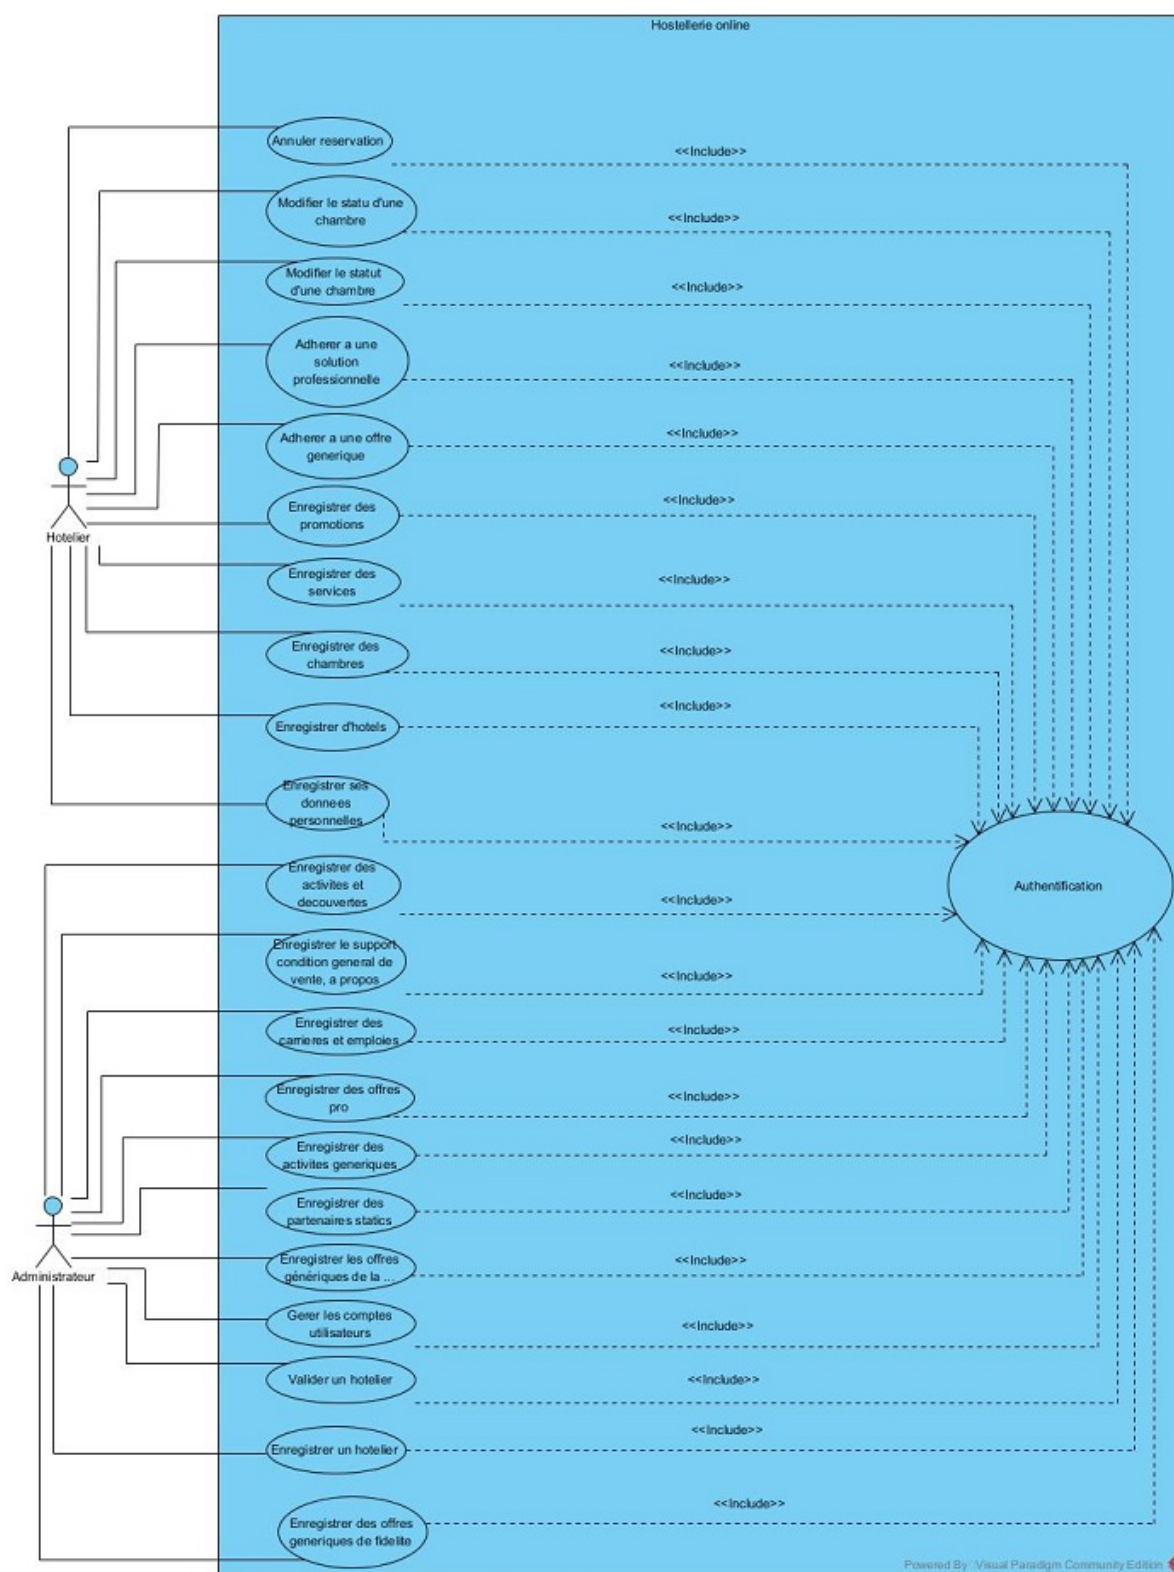 Hostellerie online
Annuler reservation
<<Include>>
Modifier le statu d'une
chambre
<<Include>>
Modifier le statut
d'une chambre
<<Include>>
Adherer a une
solution
professionnelle
<<Include>>
Adherer a une offre
generique
<<Include>>
Enregistrer des
promotions
<<Include>>
Hotelier
Enregistrer des
services
<<Include>>
Enregistrer des
chambres
<<Include>>
Enregistrer d'hotels
<<Include>>
Enregistrer ses
donnees
personnelles
<<Include>>
Enregistrer des
activites et
decouvertes
<<Include>>
Authentification
Enregistrer le support
condition general de
vente, a propos
<<Include>>
Enregistrer des
carrieres et emploies
<<Include>>
Enregistrer des offres
pro
<<Include>>
Enregistrer des
activites generiques
<<Include>>
Enregistrer des
partenaires statics
<<Include>>
Administrateur
Enregistrer les offres
génériques de la ...
<<Include>>
Gerer les comptes
utilisateurs
<<Include>>
Valider un hotelier
<<Include>>
Enregistrer un hotelier
<<Include>>
Enregistrer des offres
generiques de fidelite
<<Include>>
Powered By Visual Paradigm Community Edition